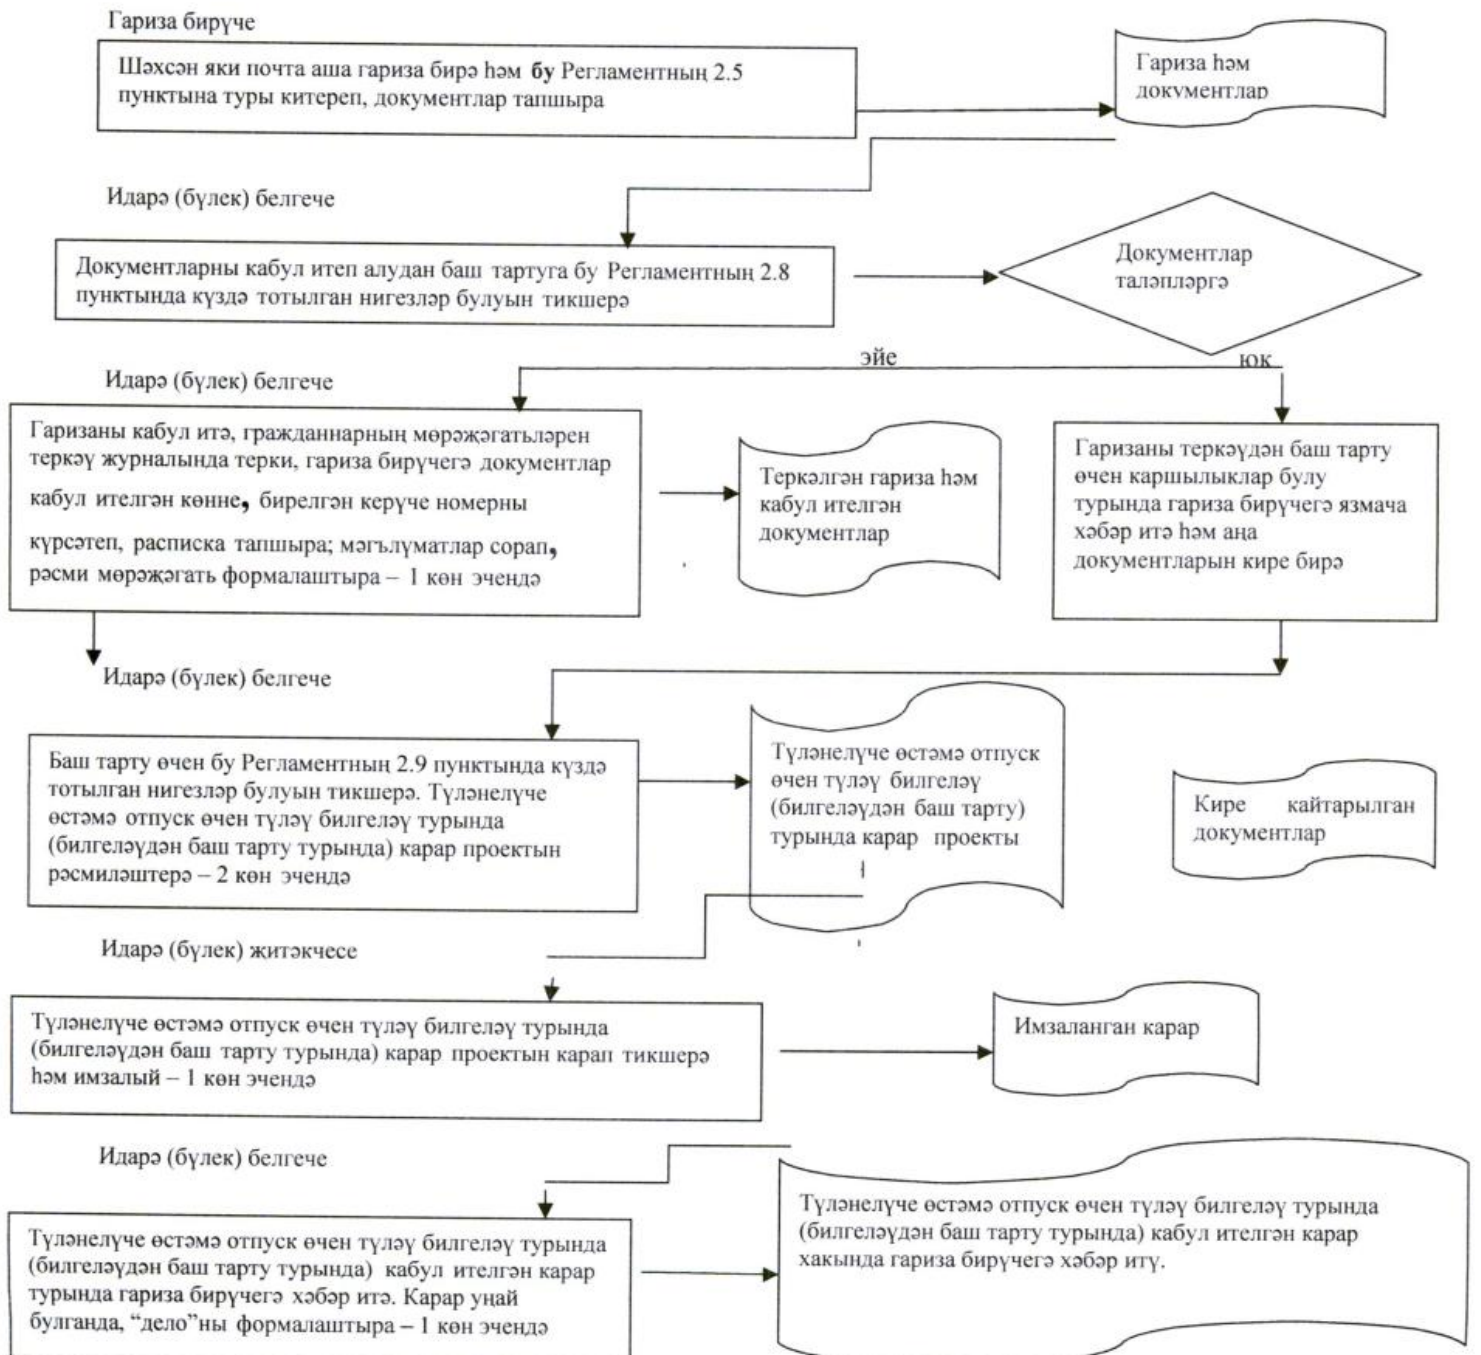 Гариза бирүче
Шәхсән яки почта аша гариза бирә һәм бу Регламентның 2.5
пунктына туры китереп, документлар тапшыра
Гариза һәм
документлар
Идарә (бүлек) белгече
Документларны кабул итеп алудан баш тартуга бу Регламентның 2.8
пунктында күздә тотылган нигезләр булуын тикшерә
Документлар
таләпләргә
эйе
юк
Идарә (бүлек) белгече
Гаризаны кабул итә, гражданнарның мөрәҗәгатьләрен
теркәү журналында терки, гариза бирүчегә документлар
кабул ителгән көнне, бирелгән керүче номерны
күрсәтеп, расписка тапшыра; мәгълүматлар сорап,
рәсми мөрәҗәгать формалаштыра – 1 көн эчендә
Теркәлгән гариза һәм
кабул ителгән
документлар
Гаризаны теркәүдән баш тарту
өчен каршылыклар булу
турында гариза бирүчегә язмача
хәбәр итә һәм аңа
документларын кире бирә
Идарә (бүлек) белгече
Баш тарту өчен бу Регламентның 2.9 пунктында күздә
тотылган нигезләр булуын тикшерә. Түләнелүче
өстәмә отпуск өчен түләү билгеләү турында
(билгеләүдән баш тарту турында) карар проектын
рәсмиләштерә – 2 көн эчендә
Түләнелүче өстәмә отпуск
өчен түләү билгеләү
(билгеләүдән баш тарту)
турында карар проекты
Кире кайтарылган
документлар
Идарә (бүлек) җитәкчесе
Түләнелүче өстәмә отпуск өчен түләү билгеләү турында
(билгеләүдән баш тарту турында) карар проектын карап тикшерә
һәм имзалый – 1 көн эчендә
Имзаланган карар
Идарә (бүлек) белгече
Түләнелүче өстәмә отпуск өчен түләү билгеләү турында
(билгеләүдән баш тарту турында) кабул ителгән карар
турында гариза бирүчегә хәбәр итә. Карар уңай
булганда, “дело”ны формалаштыра – 1 көн эчендә
Түләнелүче өстәмә отпуск өчен түләү билгеләү турында
(билгеләүдән баш тарту турында) кабул ителгән карар
хакында гариза бирүчегә хәбәр итү.